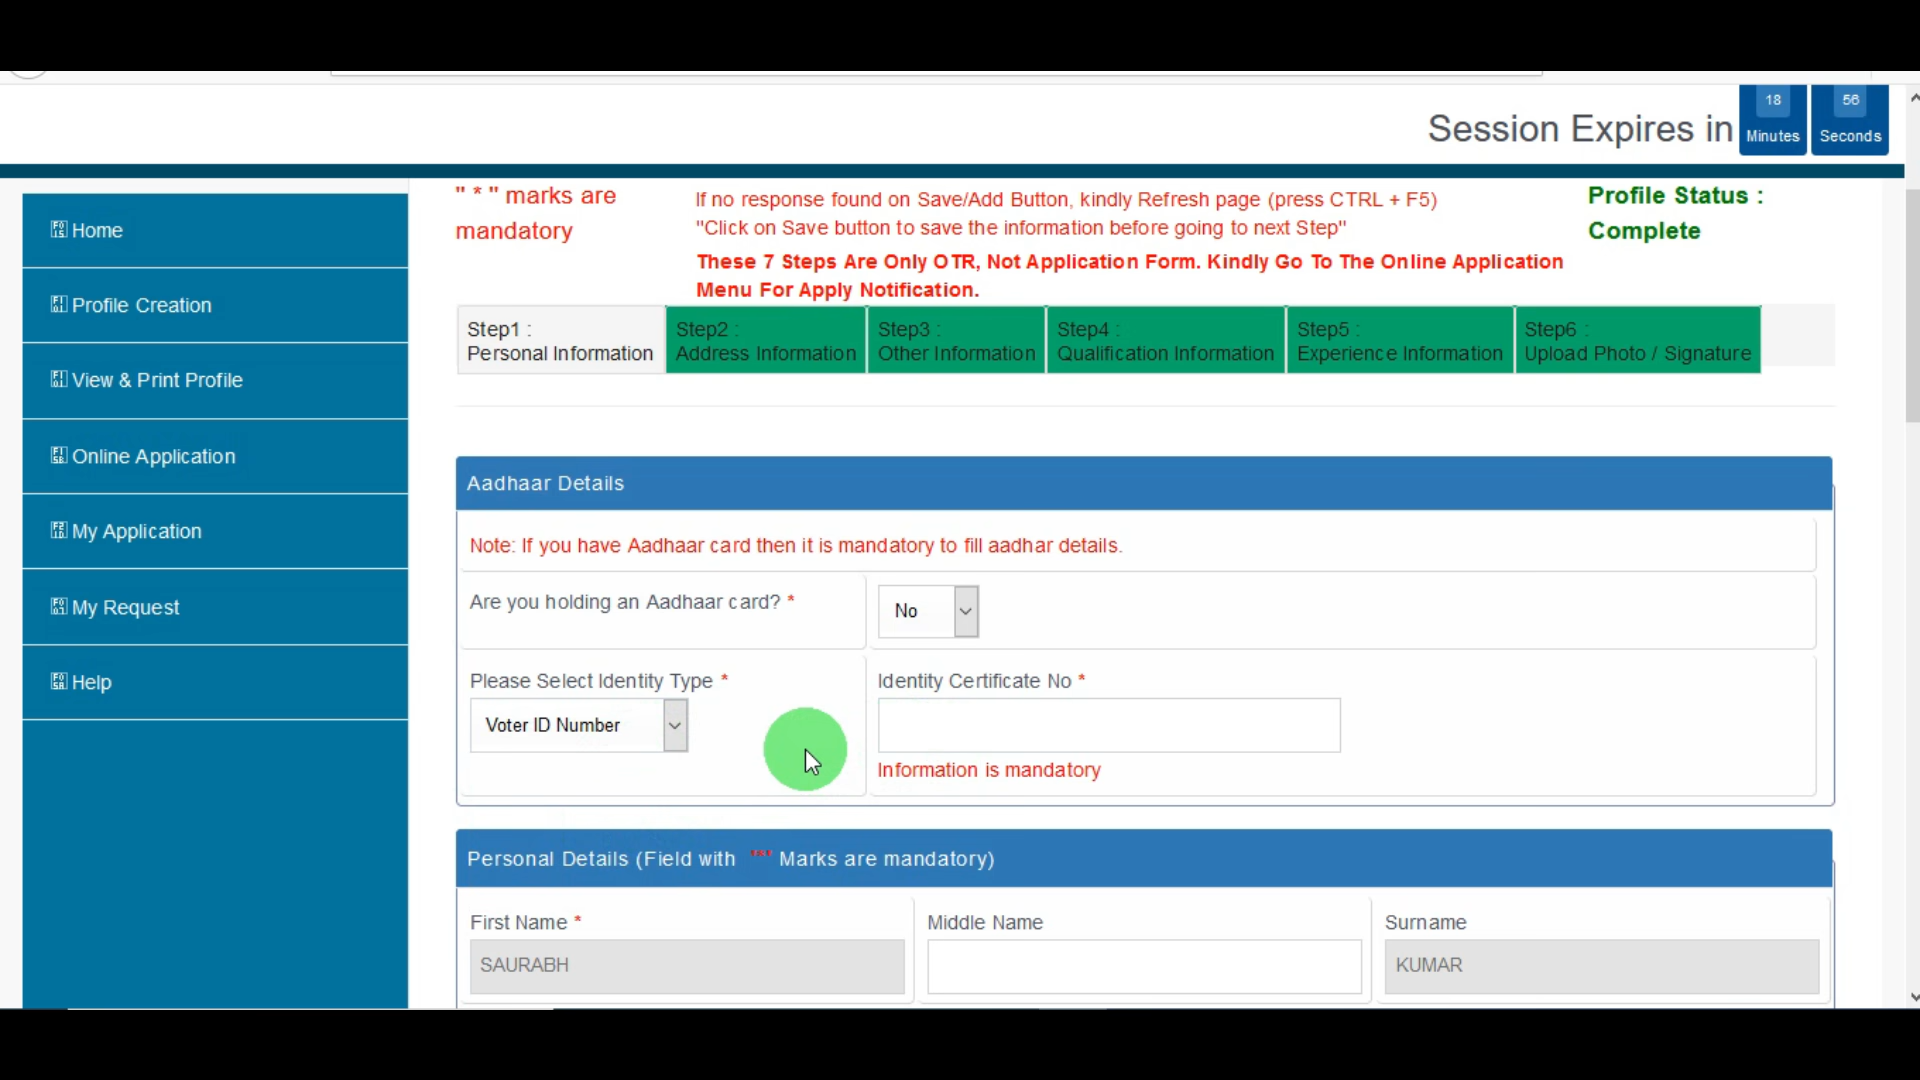 Session Expires in
18
Minutes
56
Seconds
Home
Profile Creation
View & Print Profile
Online Application
My Application
My Request
Help
" * " marks are
mandatory
If no response found on Save/Add Button, kindly Refresh page (press CTRL + F5)
"Click on Save button to save the information before going to next Step"
These 7 Steps Are Only OTR, Not Application Form. Kindly Go To The Online Application
Menu For Apply Notification.
Profile Status :
Complete
Step1 :
Personal Information
Step2 :
Address Information
Step3 :
Other Information
Step4 :
Qualification Information
Step5 :
Experience Information
Step6 :
Upload Photo / Signature
Aadhaar Details
Note: If you have Aadhaar card then it is mandatory to fill aadhar details.
Are you holding an Aadhaar card? *
No
Please Select Identity Type *
Voter ID Number
Identity Certificate No *
Information is mandatory
Personal Details (Field with "*" Marks are mandatory)
First Name *
SAURABH
Middle Name
Surname
KUMAR